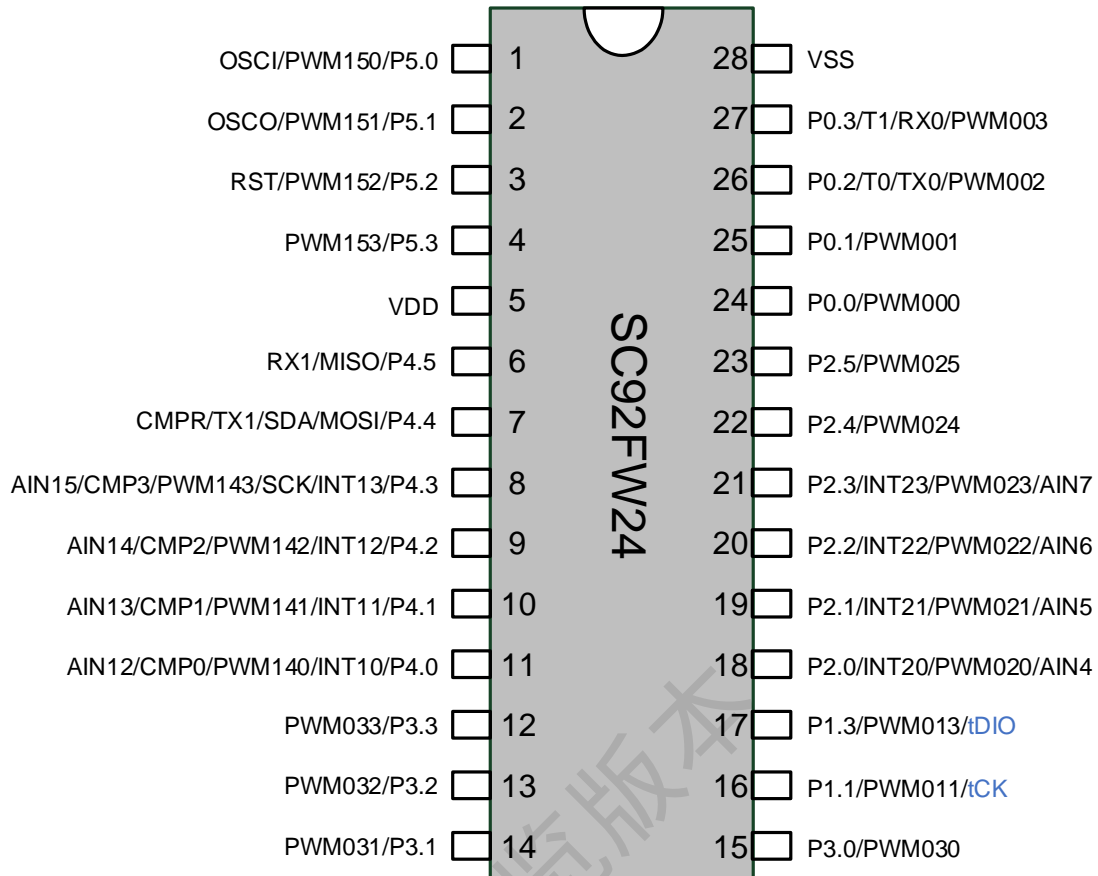 OSCI/PWM150/P5.0 1 28 VSS
OSCO/PWM151/P5.1 2 27 P0.3/T1/RX0/PWM003
RST/PWM152/P5.2 3 26 P0.2/T0/TX0/PWM002
PWM153/P5.3 4 25 P0.1/PWM001
VDD 5 24 P0.0/PWM000
RX1/MISO/P4.5 6 23 P2.5/PWM025
CMPR/TX1/SDA/MOSI/P4.4 7 22 P2.4/PWM024
AIN15/CMP3/PWM143/SCK/INT13/P4.3 8 21 P2.3/INT23/PWM023/AIN7
AIN14/CMP2/PWM142/INT12/P4.2 9 20 P2.2/INT22/PWM022/AIN6
AIN13/CMP1/PWM141/INT11/P4.1 10 19 P2.1/INT21/PWM021/AIN5
AIN12/CMP0/PWM140/INT10/P4.0 11 18 P2.0/INT20/PWM020/AIN4
PWM033/P3.3 12 17 P1.3/PWM013/tDIO
PWM032/P3.2 13 16 P1.1/PWM011/tCK
PWM031/P3.1 14 15 P3.0/PWM030
SC92FW24
览版本